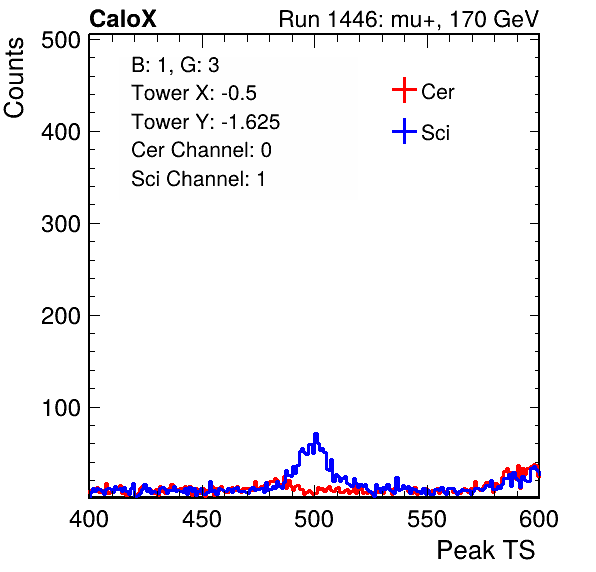 CaloX Run 1446: mu+, 170 GeV
Counts
500
400
300
200
100
B: 1, G: 3
Tower X: -0.5
Tower Y: -1.625
Cer Channel: 0
Sci Channel: 1
Cer
Sci
400 450 500 550 600
Peak TS